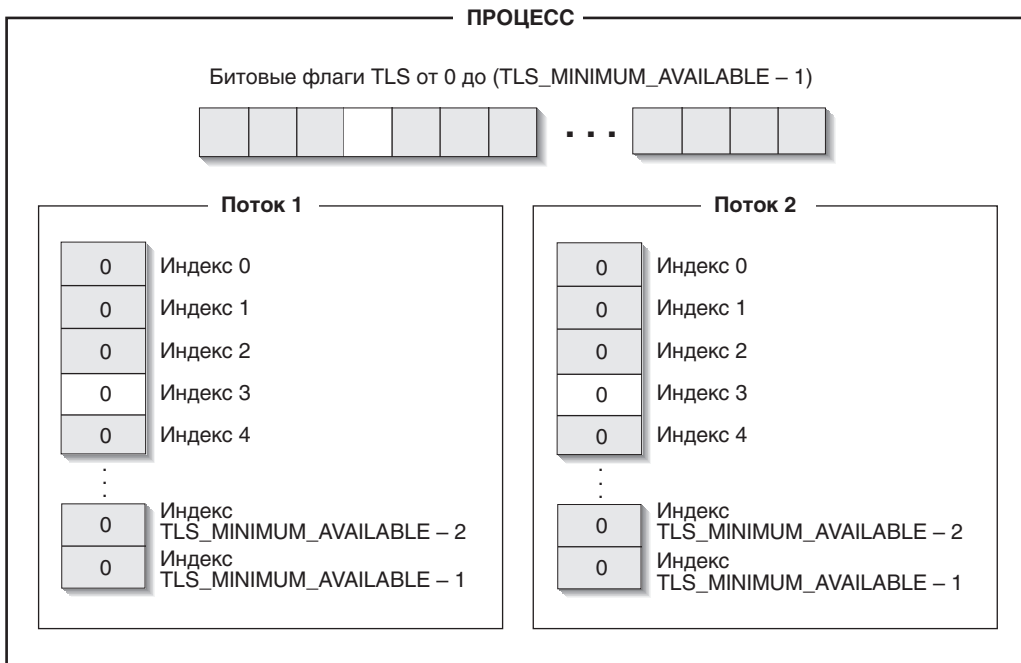 ПРОЦЕСС
Битовые флаги TLS от 0 до (TLS_MINIMUM_AVAILABLE – 1)
. . .
Поток 1
0 Индекс 0
0 Индекс 1
0 Индекс 2
0 Индекс 3
0 Индекс 4
0 Индекс
TLS_MINIMUM_AVAILABLE – 2
0 Индекс
TLS_MINIMUM_AVAILABLE – 1
Поток 2
0 Индекс 0
0 Индекс 1
0 Индекс 2
0 Индекс 3
0 Индекс 4
0 Индекс
TLS_MINIMUM_AVAILABLE – 2
0 Индекс
TLS_MINIMUM_AVAILABLE – 1